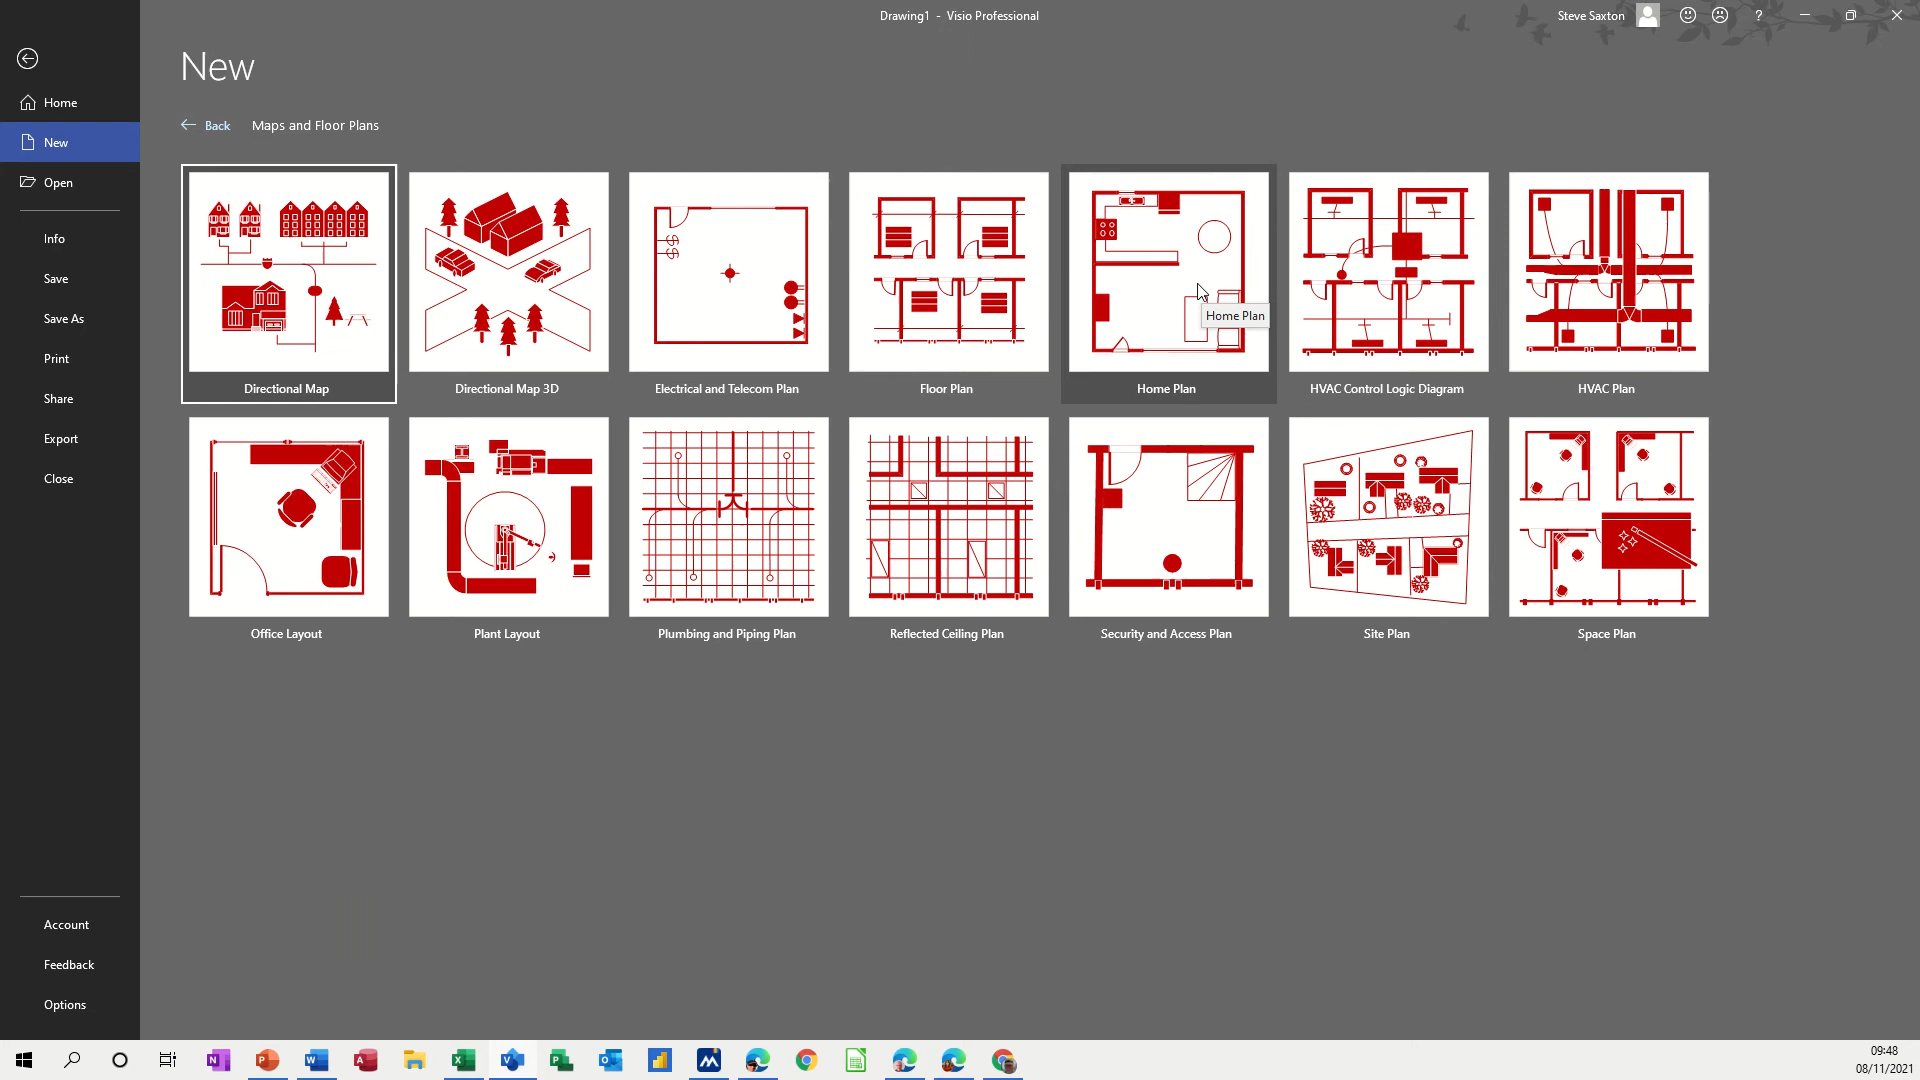 Drawing1 - Visio Professional
Steve Saxton
?
New
Home
Back
Maps and Floor Plans
New
Open
Info
Save
Save As
Print
Share
Export
Close
Home Plan
Directional Map
Directional Map 3D
Electrical and Telecom Plan
Floor Plan
Home Plan
HVAC Control Logic Diagram
HVAC Plan
Office Layout
Plant Layout
Plumbing and Piping Plan
Reflected Ceiling Plan
Security and Access Plan
Site Plan
Space Plan
Account
Feedback
Options
09:48
08/11/2021